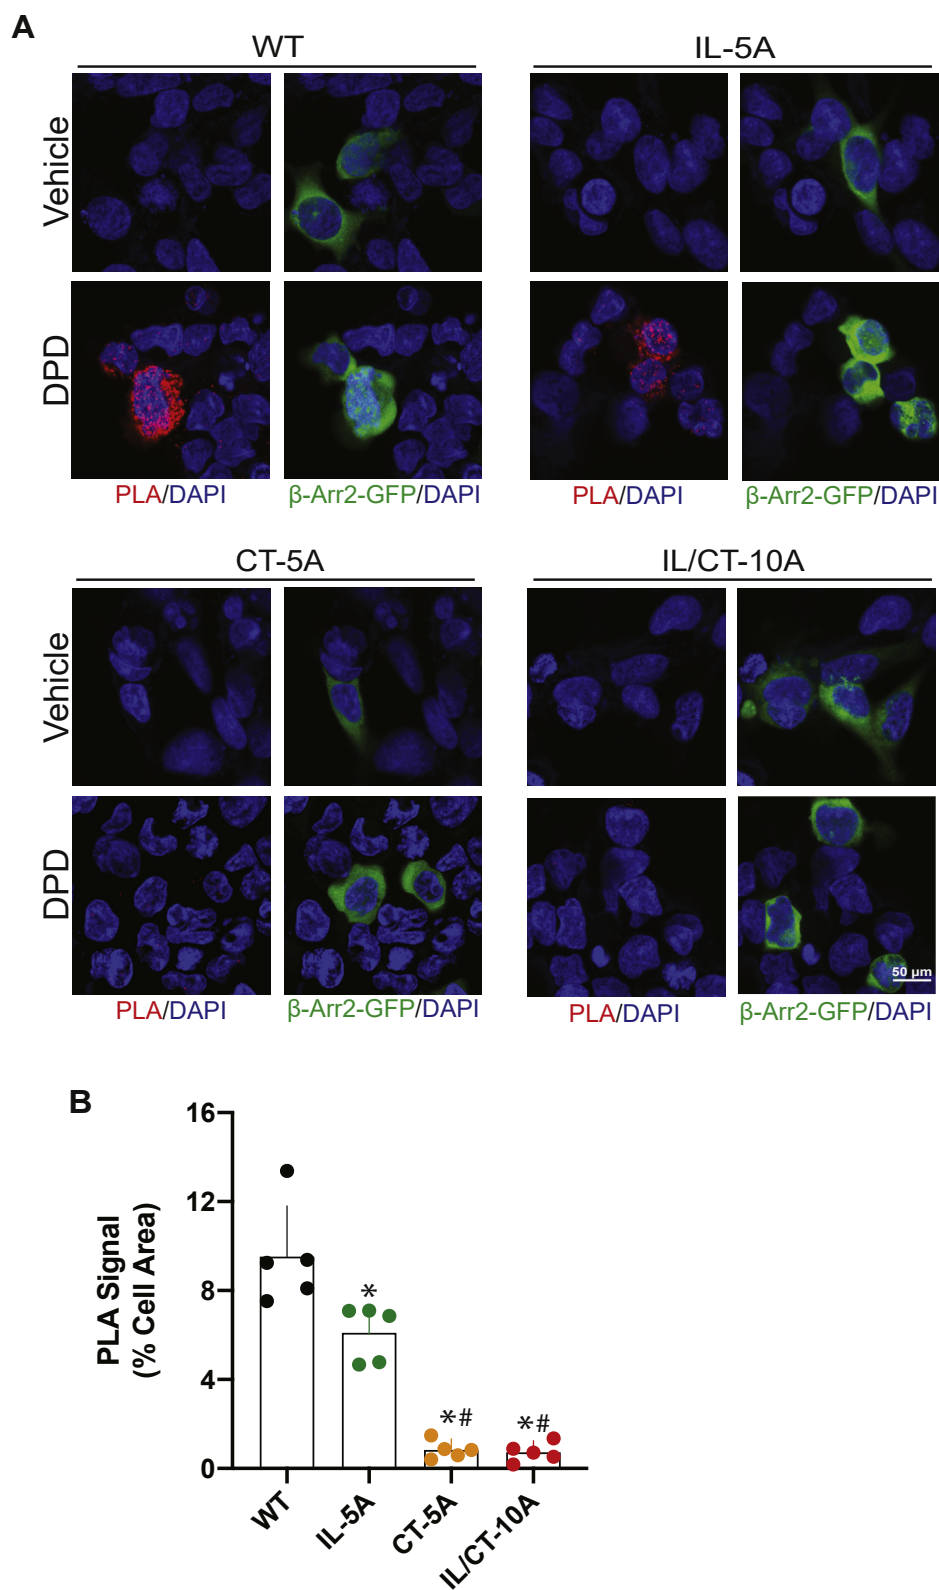 A
WT
IL-5A
Vehicle
DPD
PLA/DAPI
β-Arr2-GFP/DAPI
PLA/DAPI
β-Arr2-GFP/DAPI
CT-5A
IL/CT-10A
Vehicle
DPD
50 µm
PLA/DAPI
β-Arr2-GFP/DAPI
PLA/DAPI
β-Arr2-GFP/DAPI
B
PLA Signal
(% Cell Area)
16
12
8
4
0
*
*#
*#
WT
IL-5A
CT-5A
IL/CT-10A